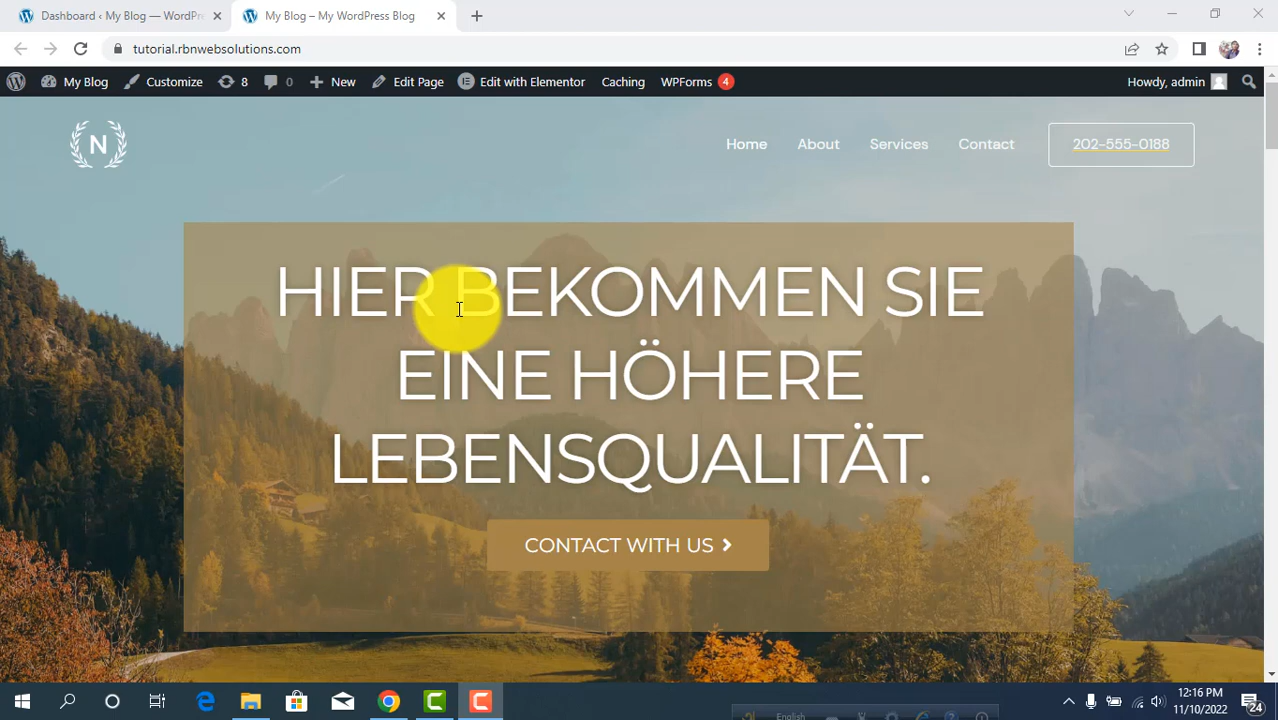 Dashboard ‹ My Blog — WordPre
My Blog – My WordPress Blog
tutorial.rbnwebsolutions.com
My Blog
Customize
8
0
New
Edit Page
Edit with Elementor
Caching
WPForms 4
Howdy, admin
N
Home
About
Services
Contact
202-555-0188
HIER BEKOMMEN SIE
EINE HÖHERE
LEBENSQUALITÄT.
CONTACT WITH US
English
12:16 PM
11/10/2022
24